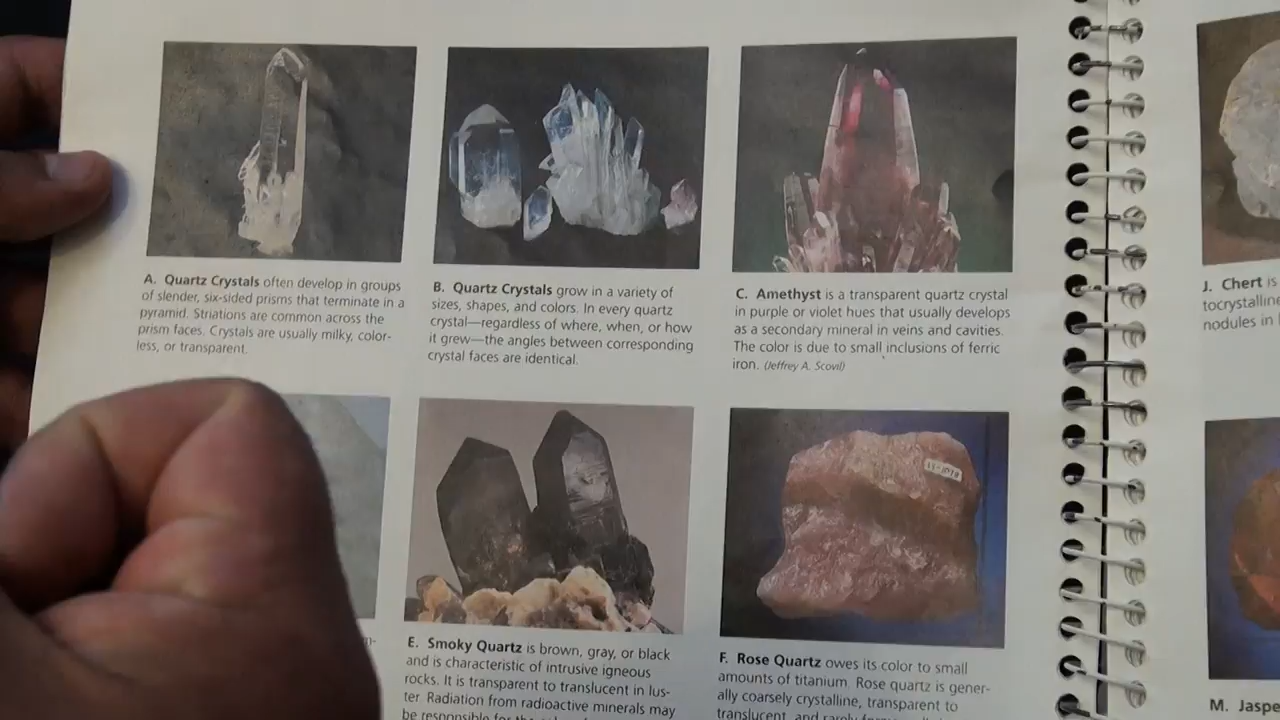 A. Quartz Crystals often develop in groups
of slender, six-sided prisms that terminate in a
pyramid. Striations are common across the
prism faces. Crystals are usually milky, color-
less, or transparent.
B. Quartz Crystals grow in a variety of
sizes, shapes, and colors. In every quartz
crystal—regardless of where, when, or how
it grew—the angles between corresponding
crystal faces are identical.
C. Amethyst is a transparent quartz crystal
in purple or violet hues that usually develops
as a secondary mineral in veins and cavities.
The color is due to small inclusions of ferric
iron. (Jeffrey A. Scovil)
J. Chert is
nodules in
E. Smoky Quartz is brown, gray, or black
and is characteristic of intrusive igneous
rocks. It is transparent to translucent in lus-
ter. Radiation from radioactive minerals may
be responsible for the
F. Rose Quartz owes its color to small
amounts of titanium. Rose quartz is gener-
ally coarsely crystalline, transparent to
translucent, and rarely
M. Jaspe